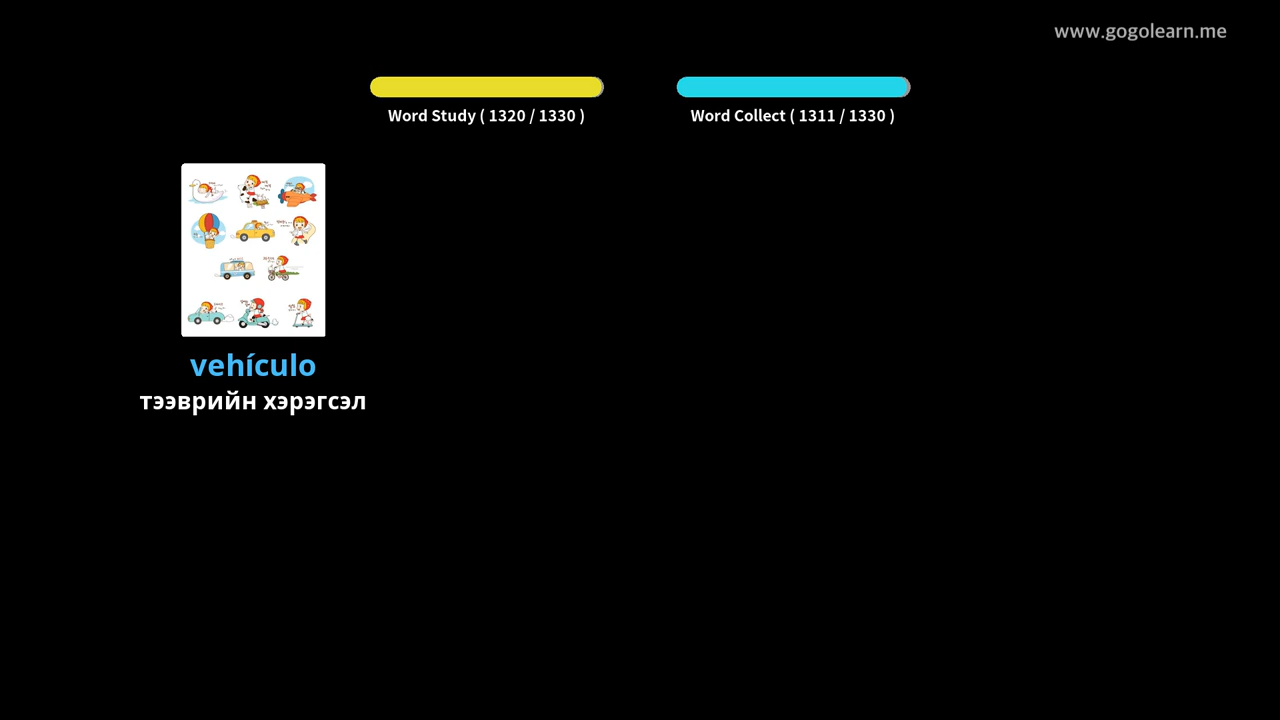 www.gogolearn.me
Word Study ( 1320 / 1330 )
Word Collect ( 1311 / 1330 )
vehículo
тээврийн хэрэгсэл